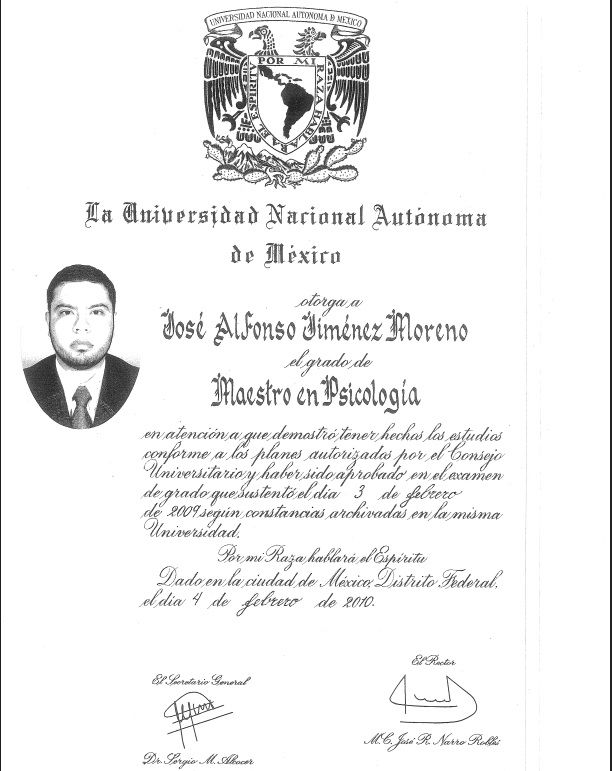 UNIVERSIDAD NACIONAL AUTONOMA D MEXICO
POR MI RAZA HABLARA EL ESPIRITU
La Universidad Nacional Autónoma
de México
otorga a
José Alfonso Jiménez Moreno
el grado de
Maestro en Psicología
en atención a que demostró tener hechos los estudios
conforme a los planes autorizados por el Consejo
Universitario y haber sido aprobado en el examen
de grado que sustentó el día 3 de febrero
de 2009 según constancias archivadas en la misma
Universidad.
Por mi Raza hablará el Espíritu
Dado en la ciudad de México, Distrito Federal,
el día 4 de febrero de 2010.
El Rector
El Secretario General
M.C. José R. Narro Robles
Dr. Sergio M. Alcocer